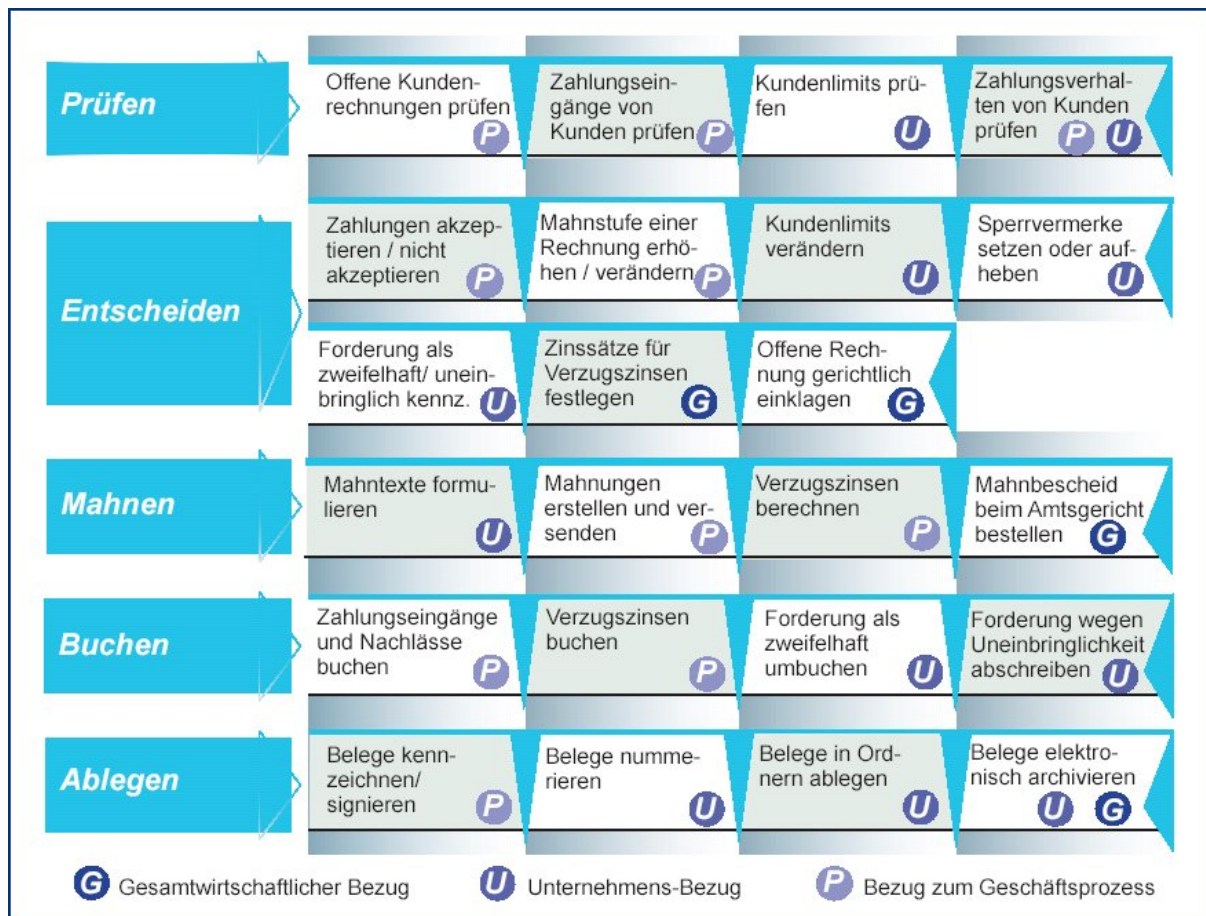 Prüfen
Offene Kunden-
rechnungen prüfen
P
Zahlungsein-
gänge von
Kunden prüfen
P
Kundenlimits prü-
fen
U
Zahlungsverhal-
ten von Kunden
prüfen
P U
Entscheiden
Zahlungen akzep-
tieren / nicht
akzeptieren
P
Mahnstufe einer
Rechnung erhö-
hen / verändern
P
Kundenlimits
verändern
U
Sperrvermerke
setzen oder auf-
heben
U
Forderung als
zweifelhaft/ unein-
bringlich kennz.
U
Zinssätze für
Verzugszinsen
festlegen
G
Offene Rech-
nung gerichtlich
einklagen
G
Mahnen
Mahntexte formu-
lieren
U
Mahnungen
erstellen und ver-
senden
P
Verzugszinsen
berechnen
P
Mahnbescheid
beim Amtsgericht
bestellen
G
Buchen
Zahlungseingänge
und Nachlässe
buchen
P
Verzugszinsen
buchen
P
Forderung als
zweifelhaft
umbuchen
U
Forderung wegen
Uneinbringlichkeit
abschreiben
U
Ablegen
Belege kenn-
zeichnen/
signieren
P
Belege numme-
rieren
U
Belege in Ord-
nern ablegen
U
Belege elektro-
nisch archivieren
U G
G Gesamtwirtschaftlicher Bezug
U Unternehmens-Bezug
P Bezug zum Geschäftsprozess